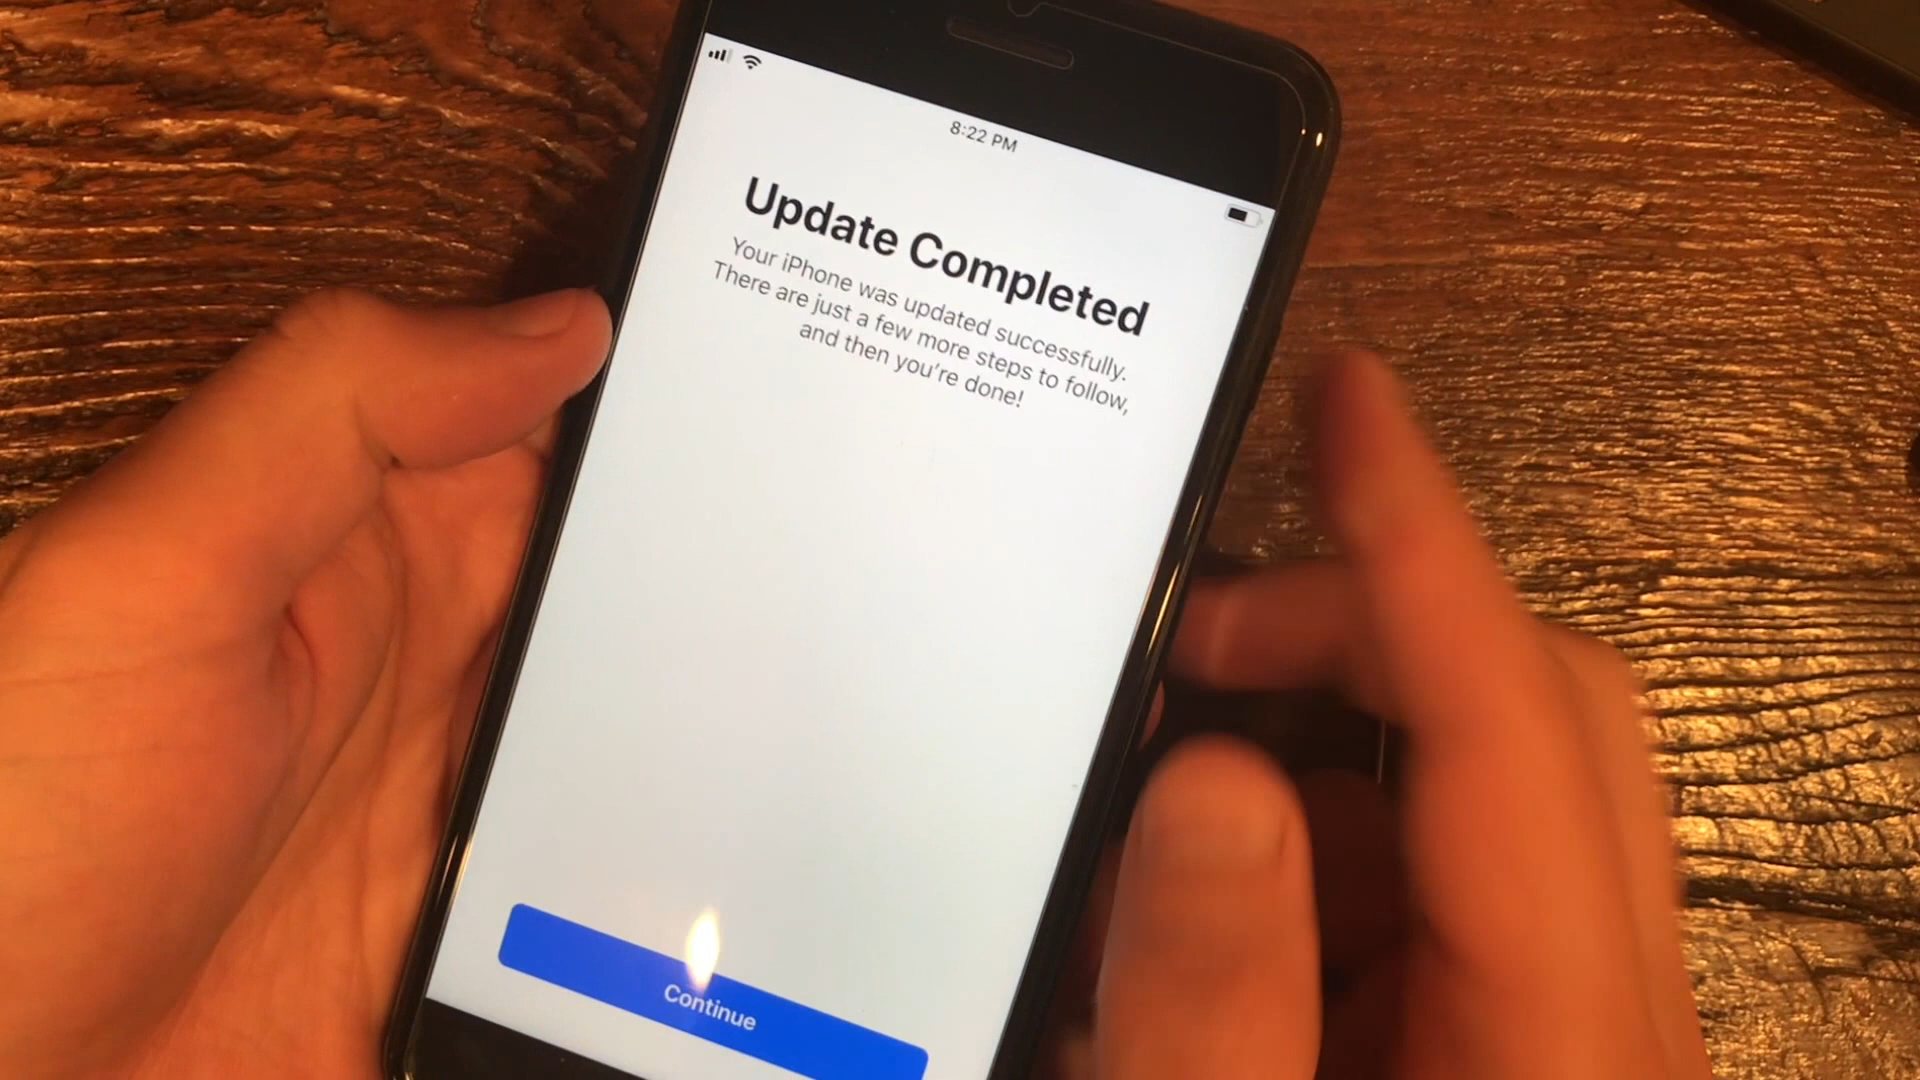 8:22 PM
Update Completed
Your iPhone was updated successfully.
There are just a few more steps to follow,
and then you're done!
Continue